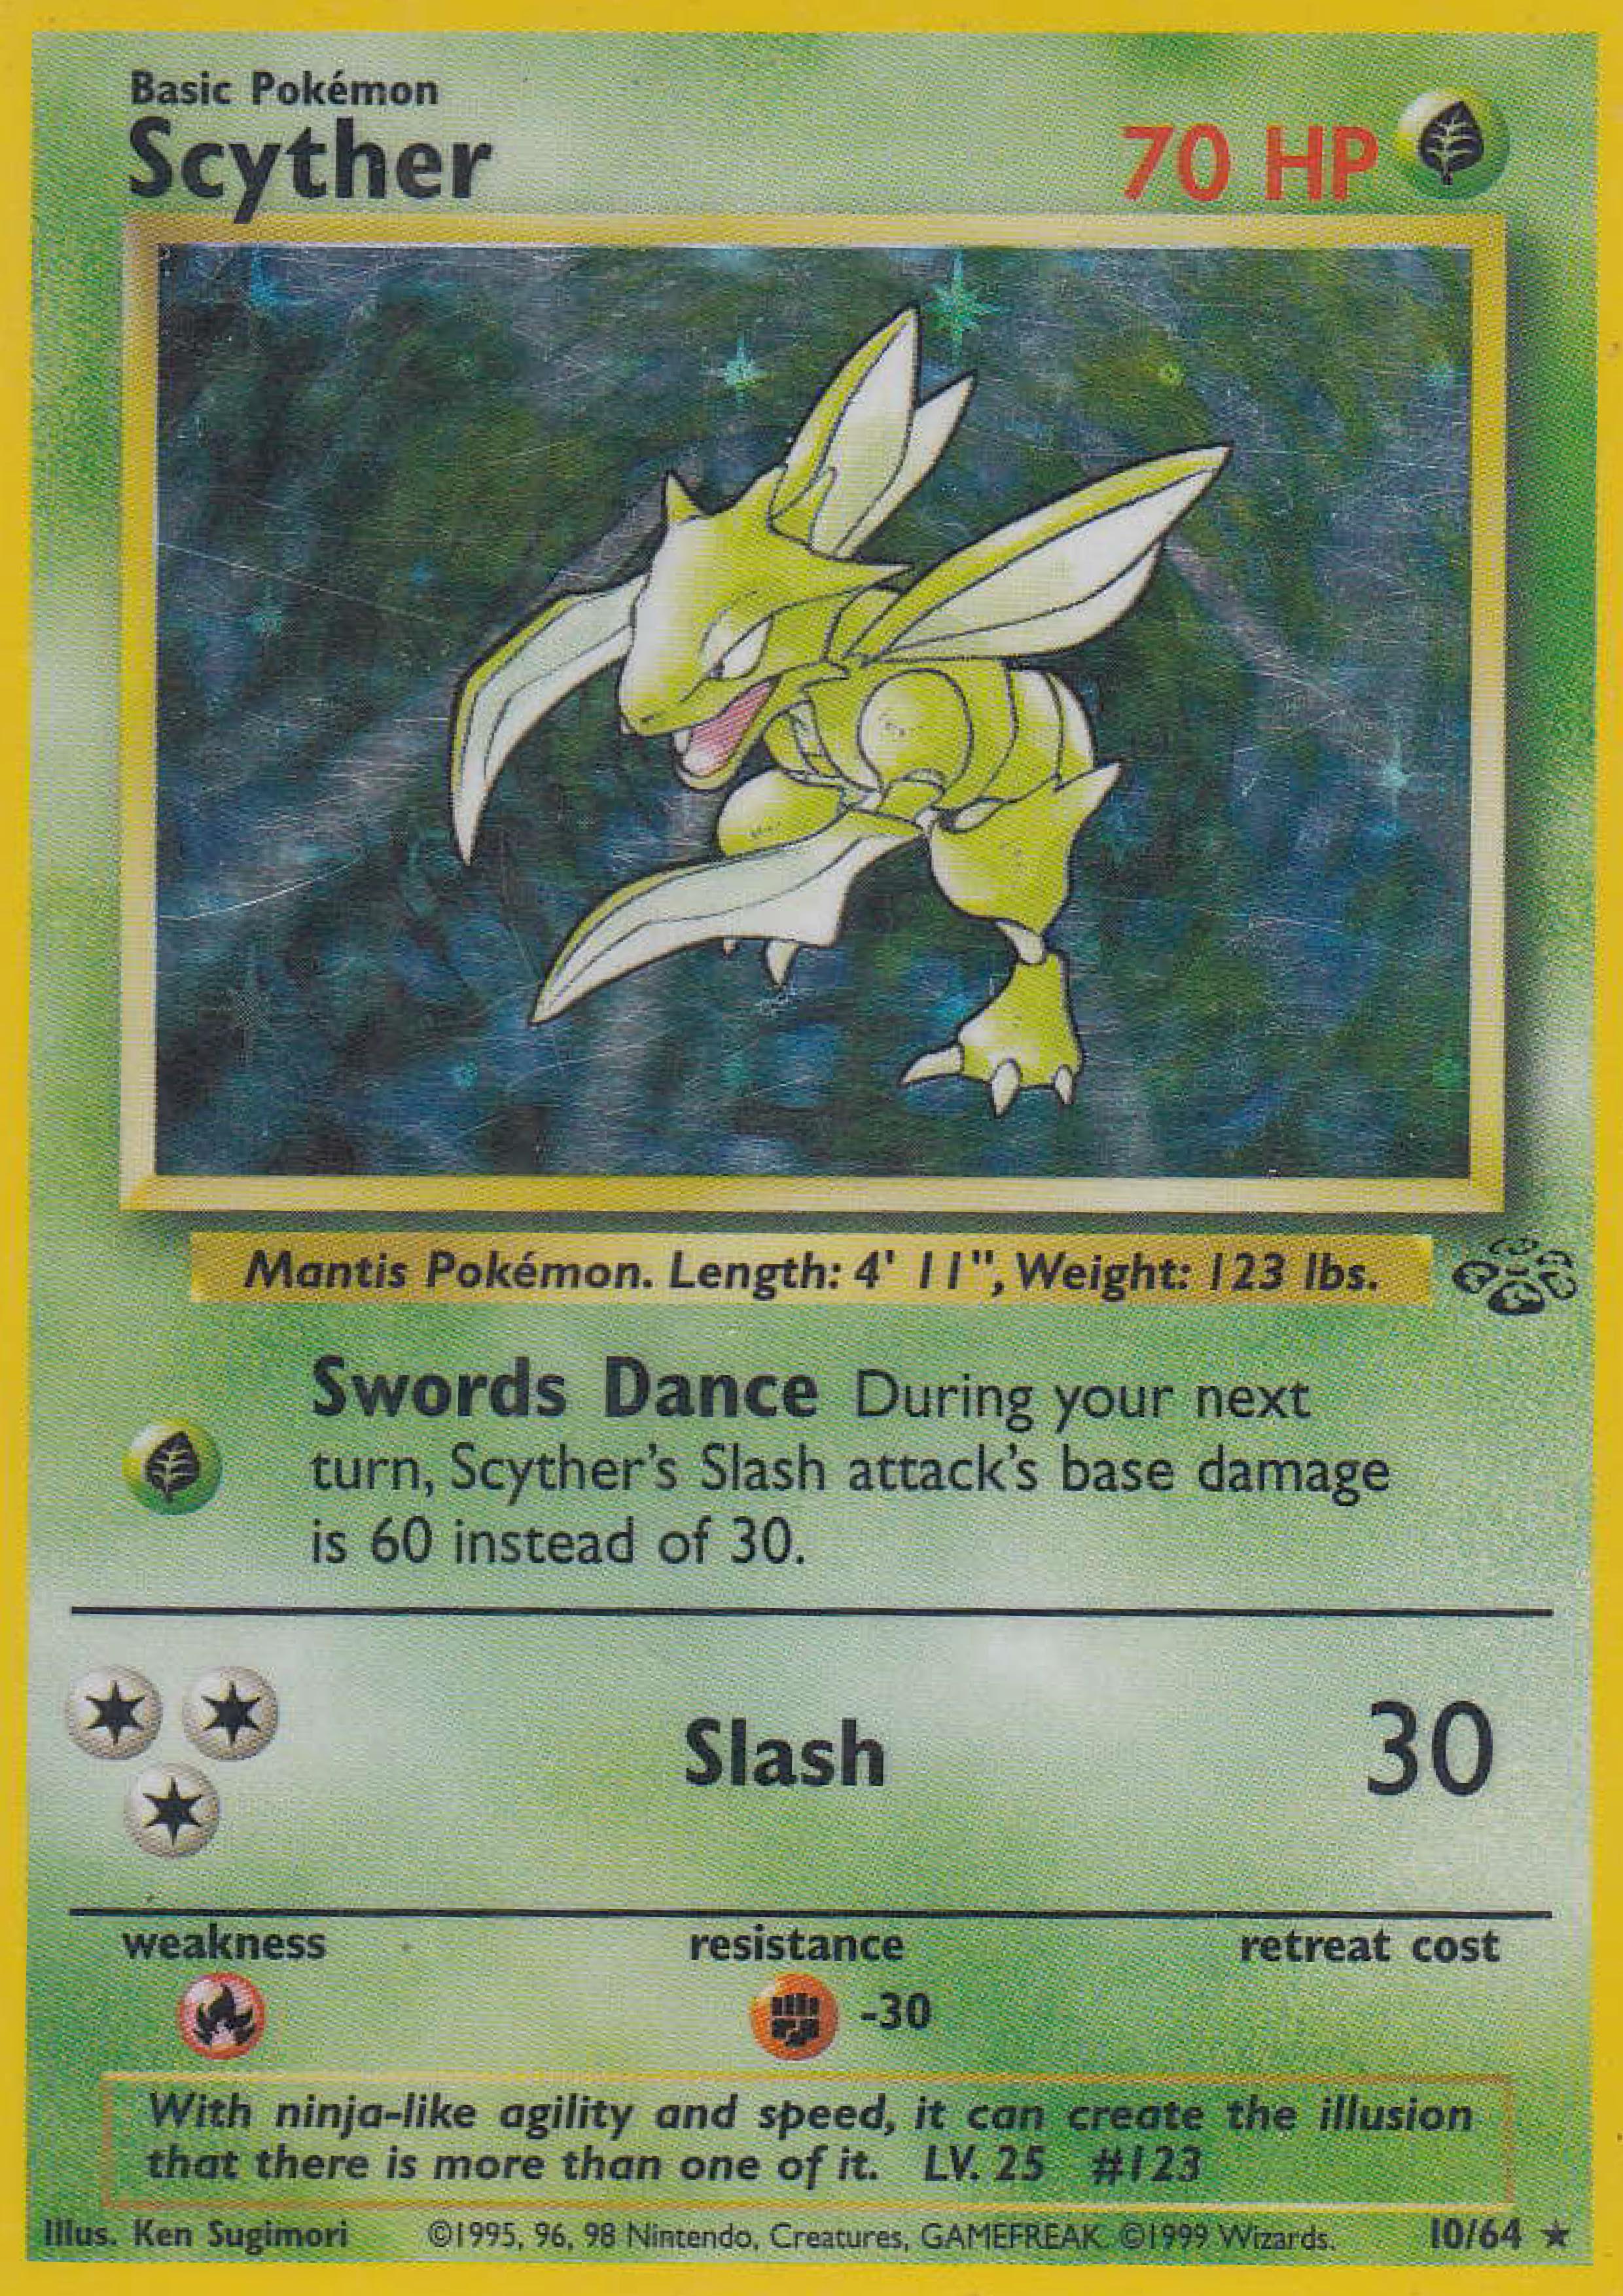 Basic Pokémon
Scyther
70 HP
Mantis Pokémon. Length: 4' 11", Weight: 123 lbs.
Swords Dance During your next
turn, Scyther's Slash attack's base damage
is 60 instead of 30.
Slash 30
weakness resistance retreat cost
-30
With ninja-like agility and speed, it can create the illusion
that there is more than one of it. LV. 25 #123
Illus. Ken Sugimori ©1995, 96, 98 Nintendo, Creatures, GAMEFREAK. ©1999 Wizards. 10/64 ★